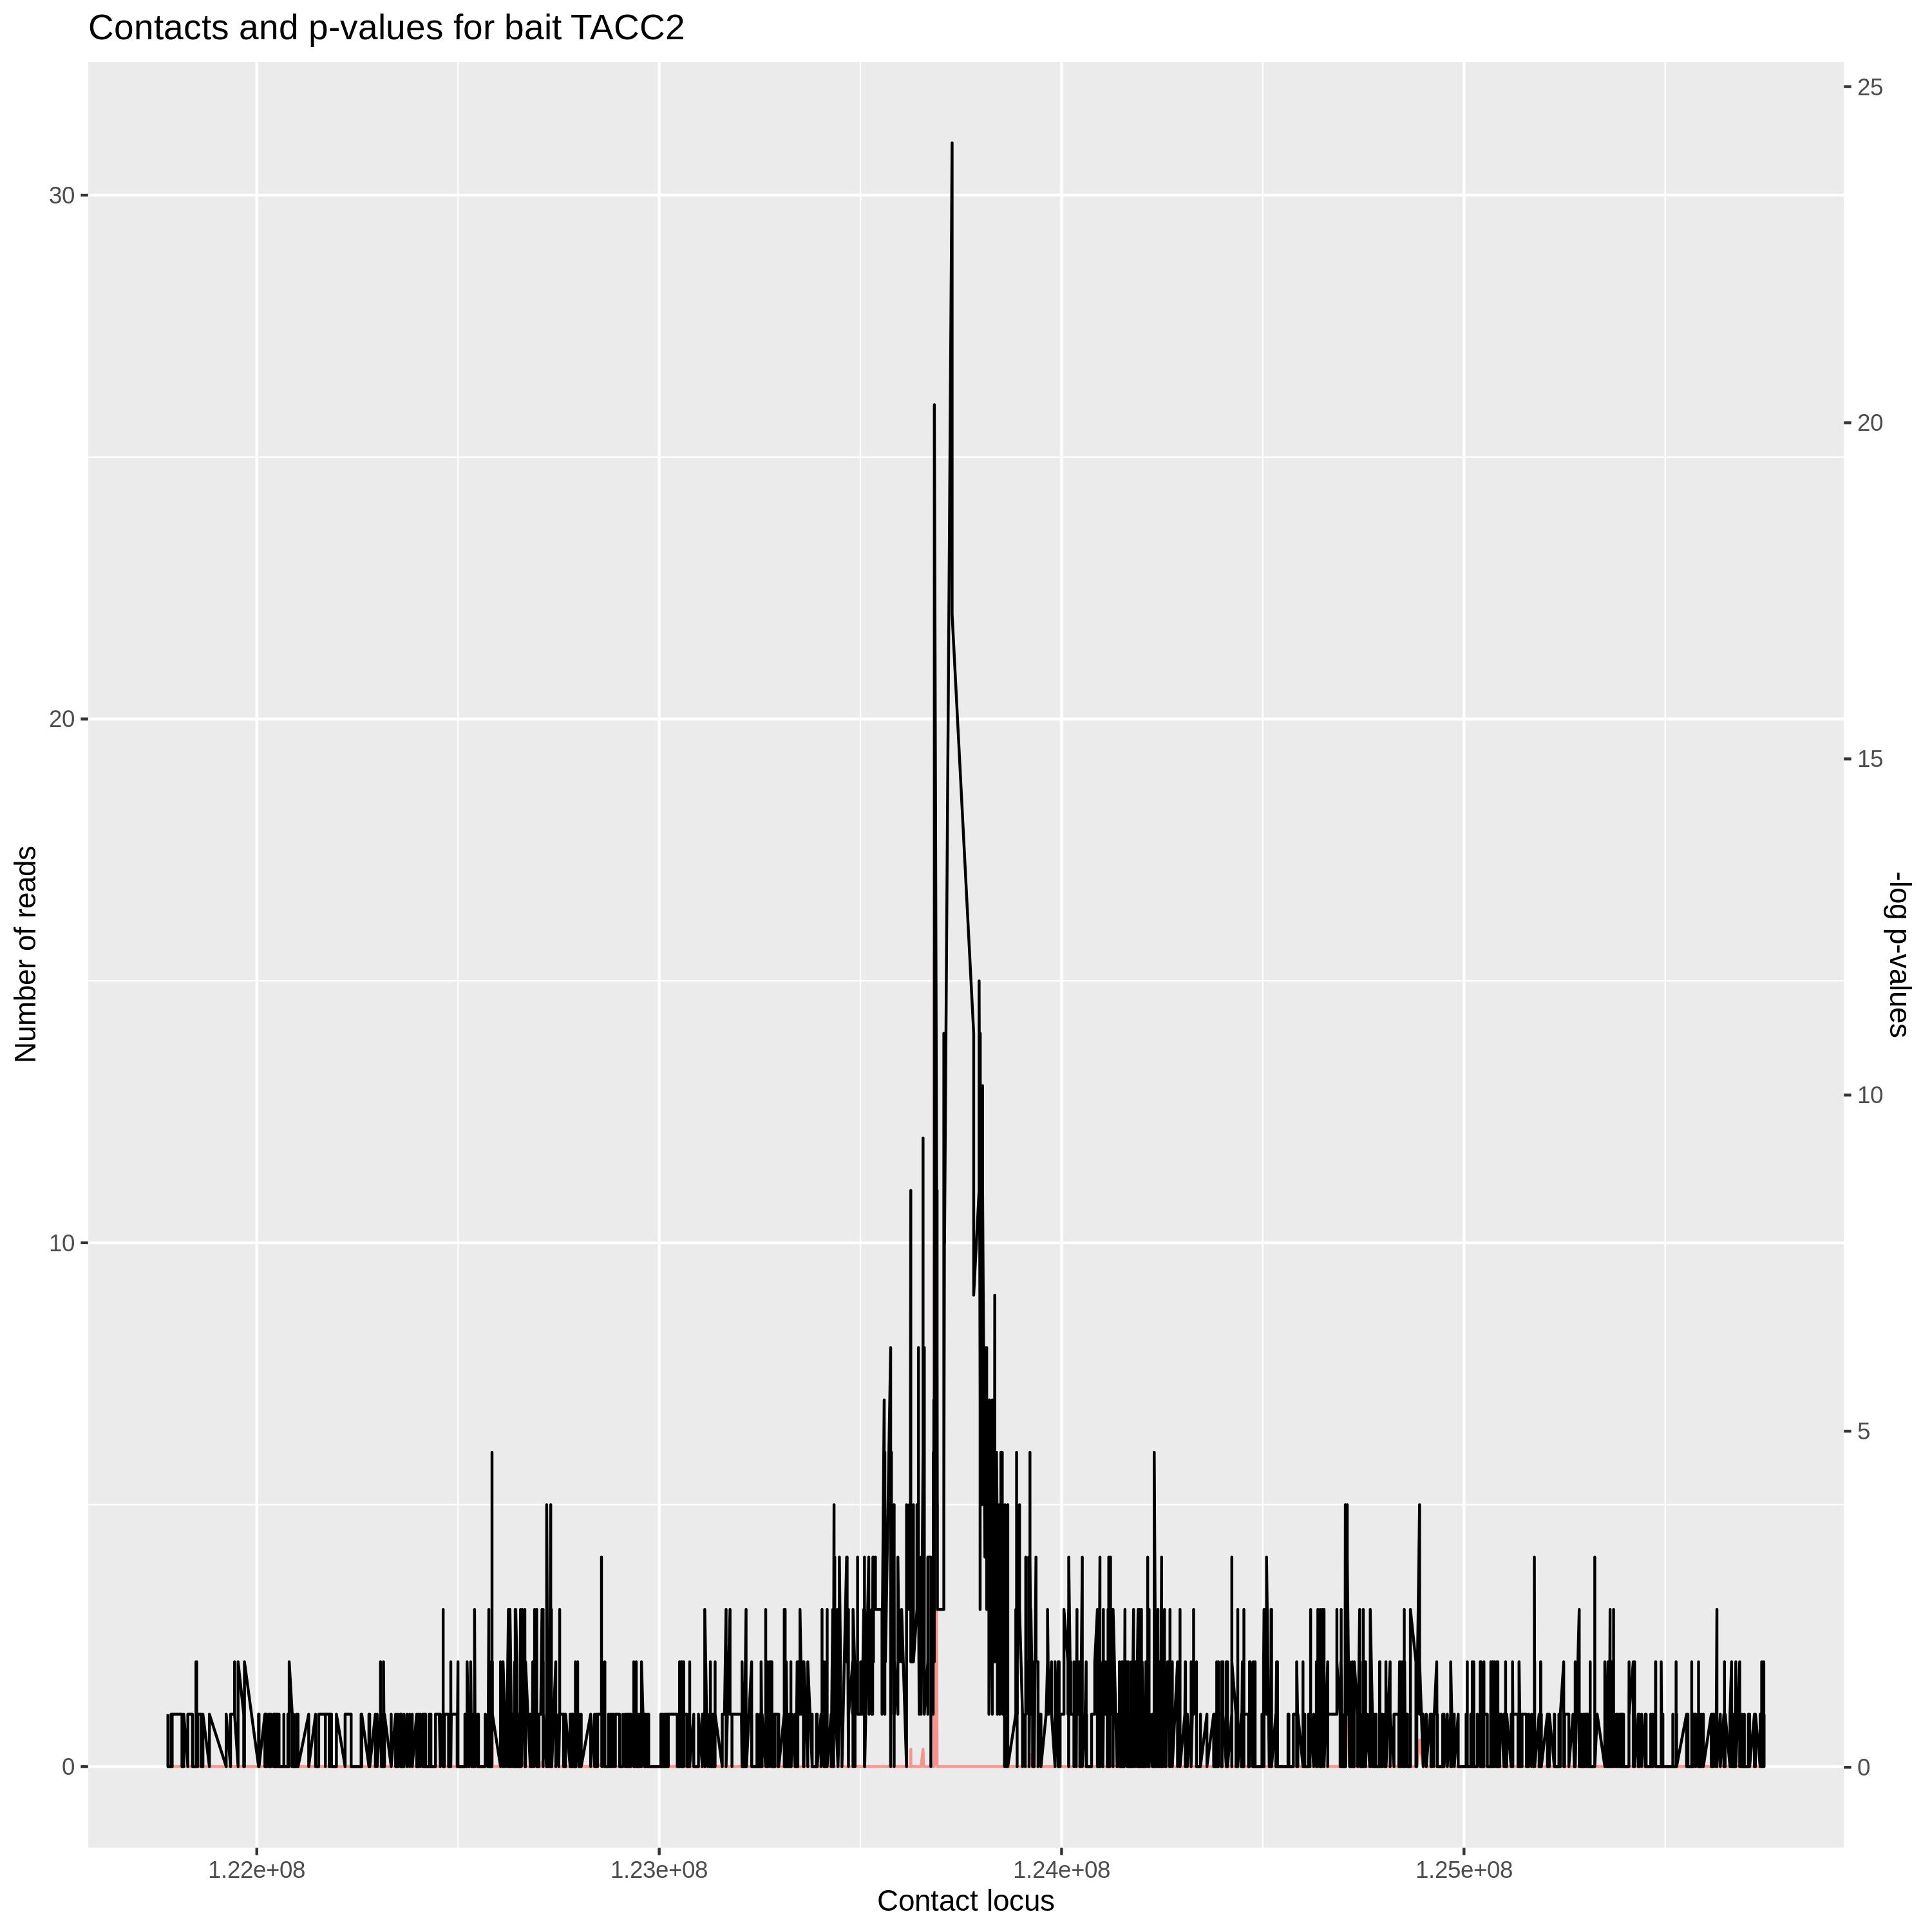 Contacts and p-values for bait TACC2
Number of reads
30
20
10
0
25
20
15
10
5
0
-log p-values
1.22e+08
1.23e+08
1.24e+08
1.25e+08
Contact locus